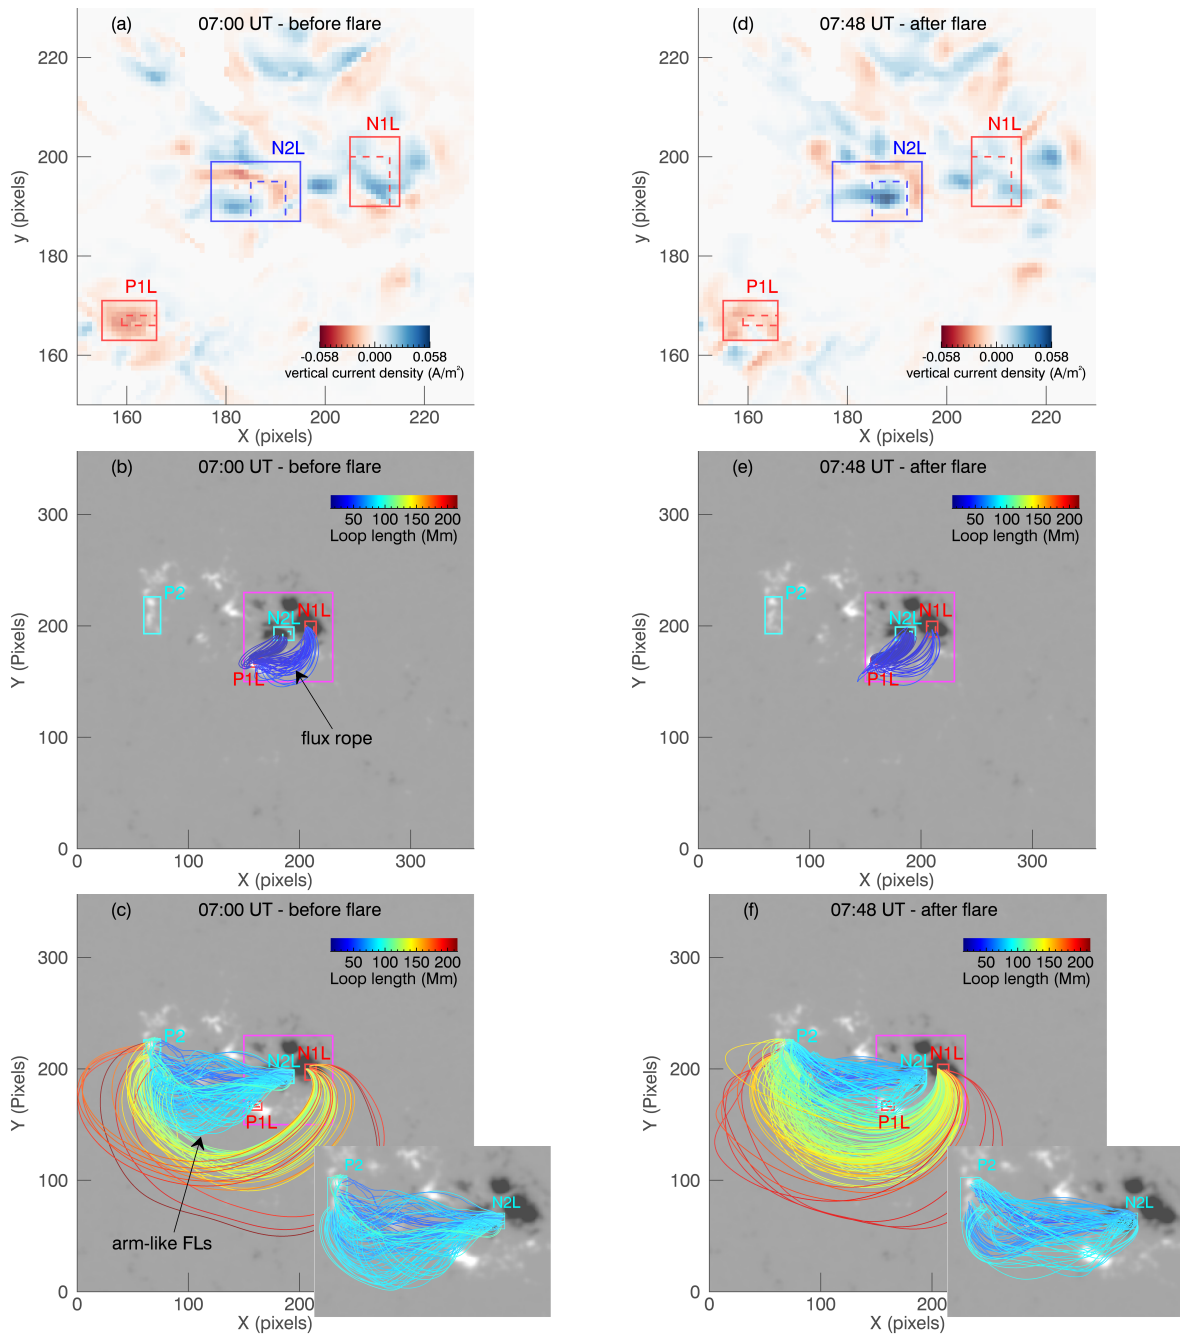 (a) 07:00 UT - before flare
220
200
180
160
y (pixels)
N1L
N2L
P1L
-0.058 0.000 0.058
vertical current density (A/m²)
160 180 200 220
X (pixels)
(d) 07:48 UT - after flare
220
200
180
160
y (pixels)
N1L
N2L
P1L
-0.058 0.000 0.058
vertical current density (A/m²)
160 180 200 220
X (pixels)
(b) 07:00 UT - before flare
50 100 150 200
Loop length (Mm)
300
200
100
0
Y (Pixels)
P2
N2L
N1L
P1L
flux rope
0 100 200 300
X (pixels)
(e) 07:48 UT - after flare
50 100 150 200
Loop length (Mm)
300
200
100
0
Y (Pixels)
P2
N2L
N1L
P1L
0 100 200 300
X (pixels)
(c) 07:00 UT - before flare
50 100 150 200
Loop length (Mm)
300
200
100
0
Y (Pixels)
P2
N2L
N1L
P1L
arm-like FLs
P2
N2L
0 100 200
X (pixels)
(f) 07:48 UT - after flare
50 100 150 200
Loop length (Mm)
300
200
100
0
Y (Pixels)
P2
N2L
N1L
P1L
P2
N2L
0 100 200
X (pixels)